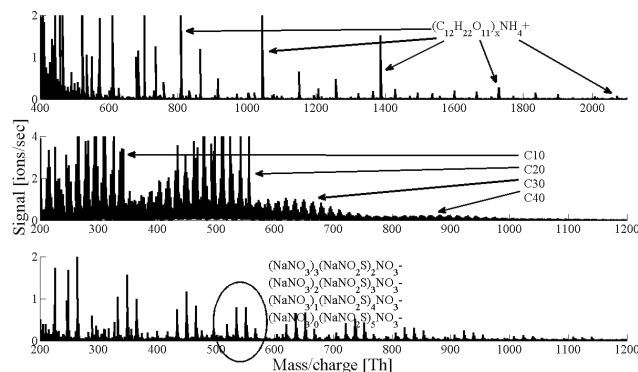 2
1
0
400 600 800 1000 1200 1400 1600 1800 2000
(C12H22O11)xNH4+
4
2
0
200 300 400 500 600 700 800 900 1000 1100 1200
C10
C20
C30
C40
Signal [ions/sec]
2
1
0
200 300 400 500 600 700 800 900 1000 1100 1200
(NaNO3)3(NaNO2S)2NO3-
(NaNO3)2(NaNO2S)3NO3-
(NaNO3)1(NaNO2S)4NO3-
(NaNO3)0(NaNO2S)5NO3-
Mass/charge [Th]